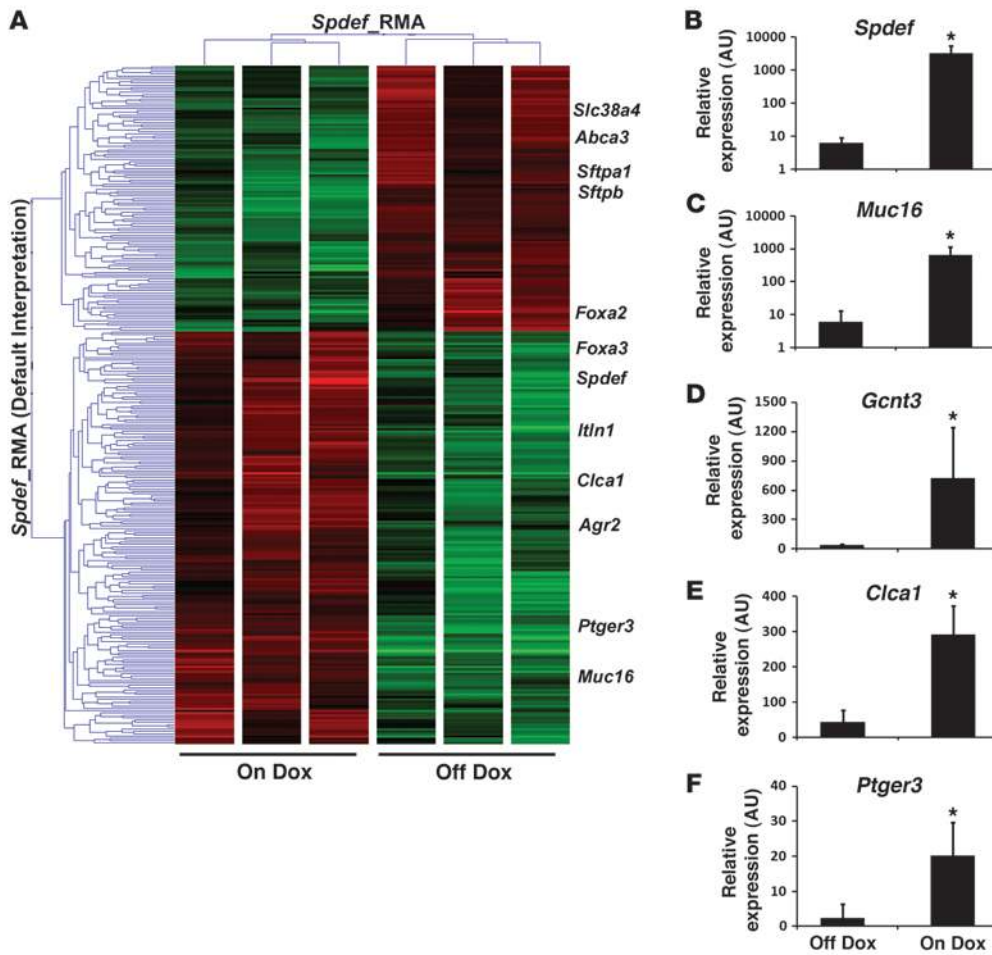 A
Spdef_RMA
Spdef_RMA (Default Interpretation)
Slc38a4
Abca3
Sftpa1
Sftpb
Foxa2
Foxa3
Spdef
Itln1
Clca1
Agr2
Ptger3
Muc16
On Dox
Off Dox
B
Spdef
Relative
expression (AU)
10000
1000
100
10
1
*
C
Muc16
Relative
expression (AU)
10000
1000
100
10
1
*
D
Gcnt3
Relative
expression (AU)
1500
1200
900
600
300
0
*
E
Clca1
Relative
expression (AU)
400
300
200
100
0
*
F
Ptger3
Relative
expression (AU)
40
30
20
10
0
*
Off Dox
On Dox